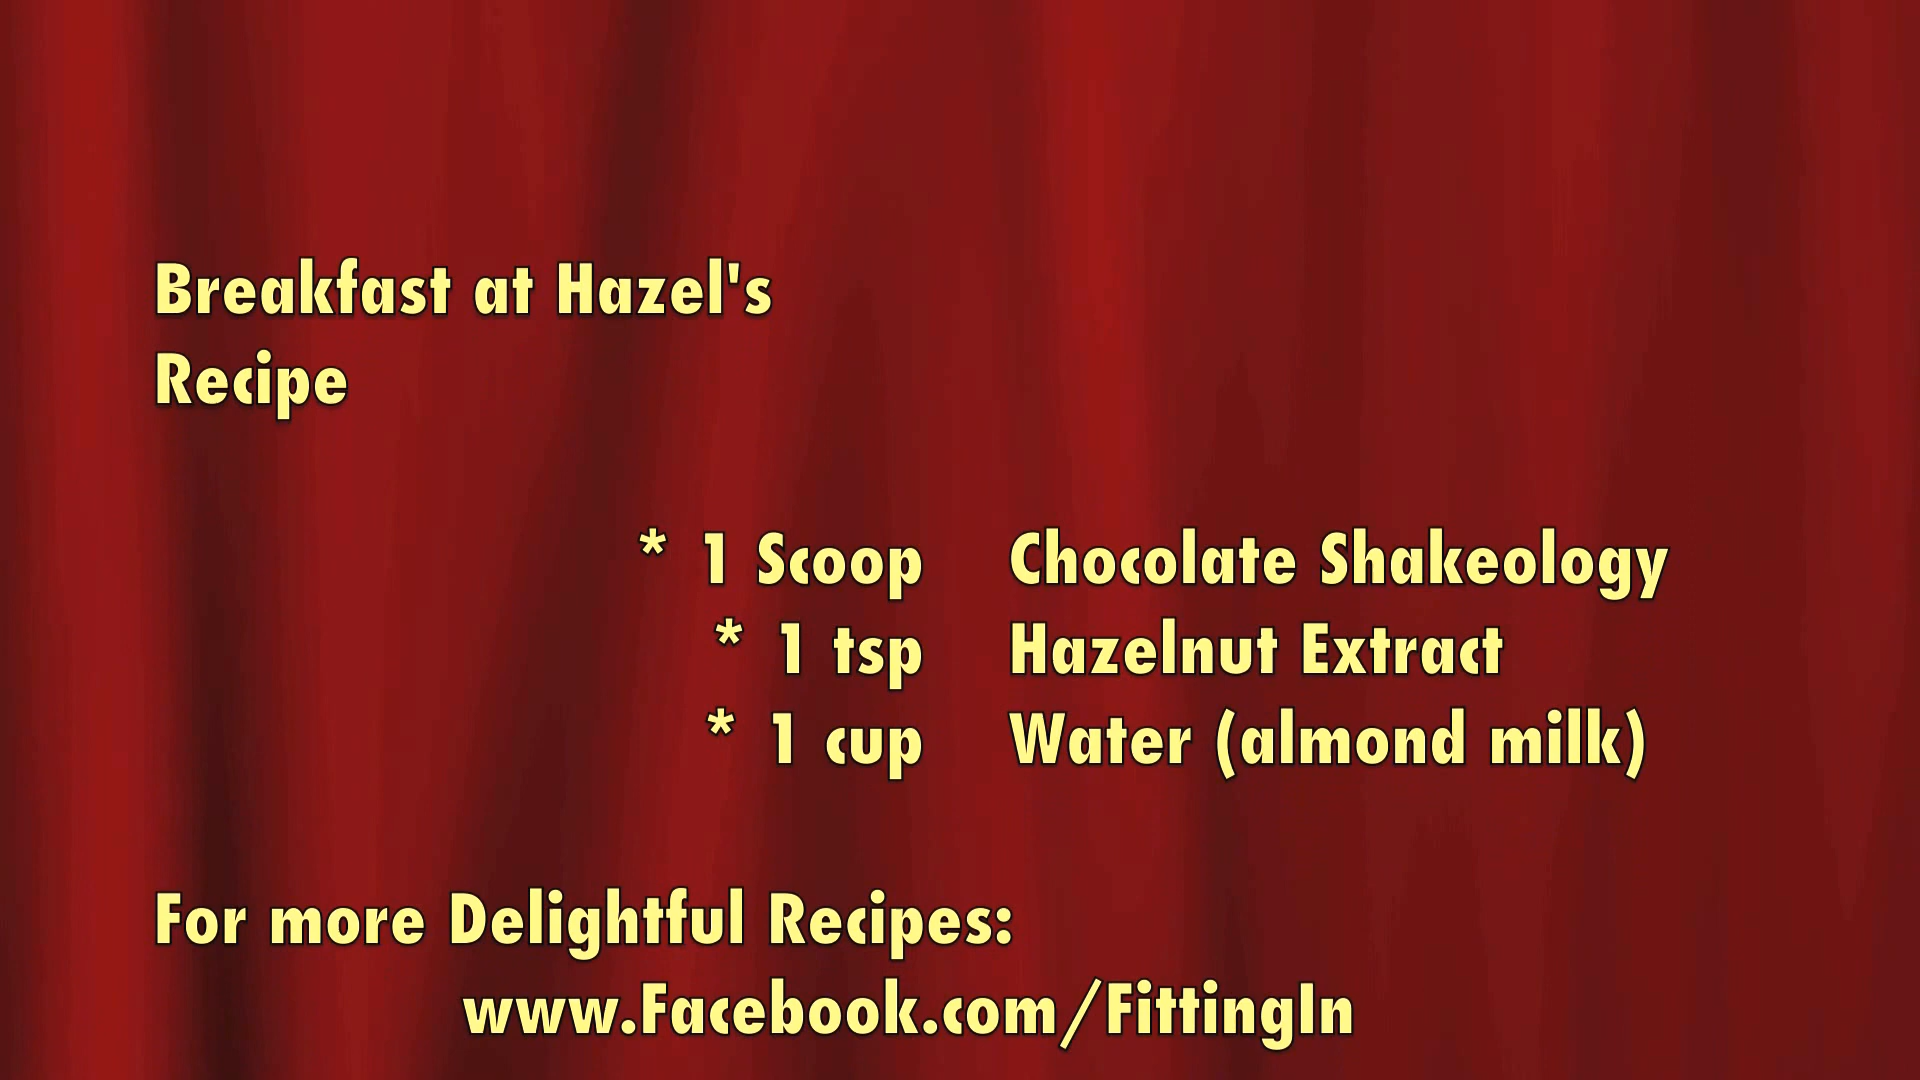 Breakfast at Hazel's
Recipe
* 1 Scoop Chocolate Shakeology
* 1 tsp Hazelnut Extract
* 1 cup Water (almond milk)
For more Delightful Recipes:
www.Facebook.com/FittingIn